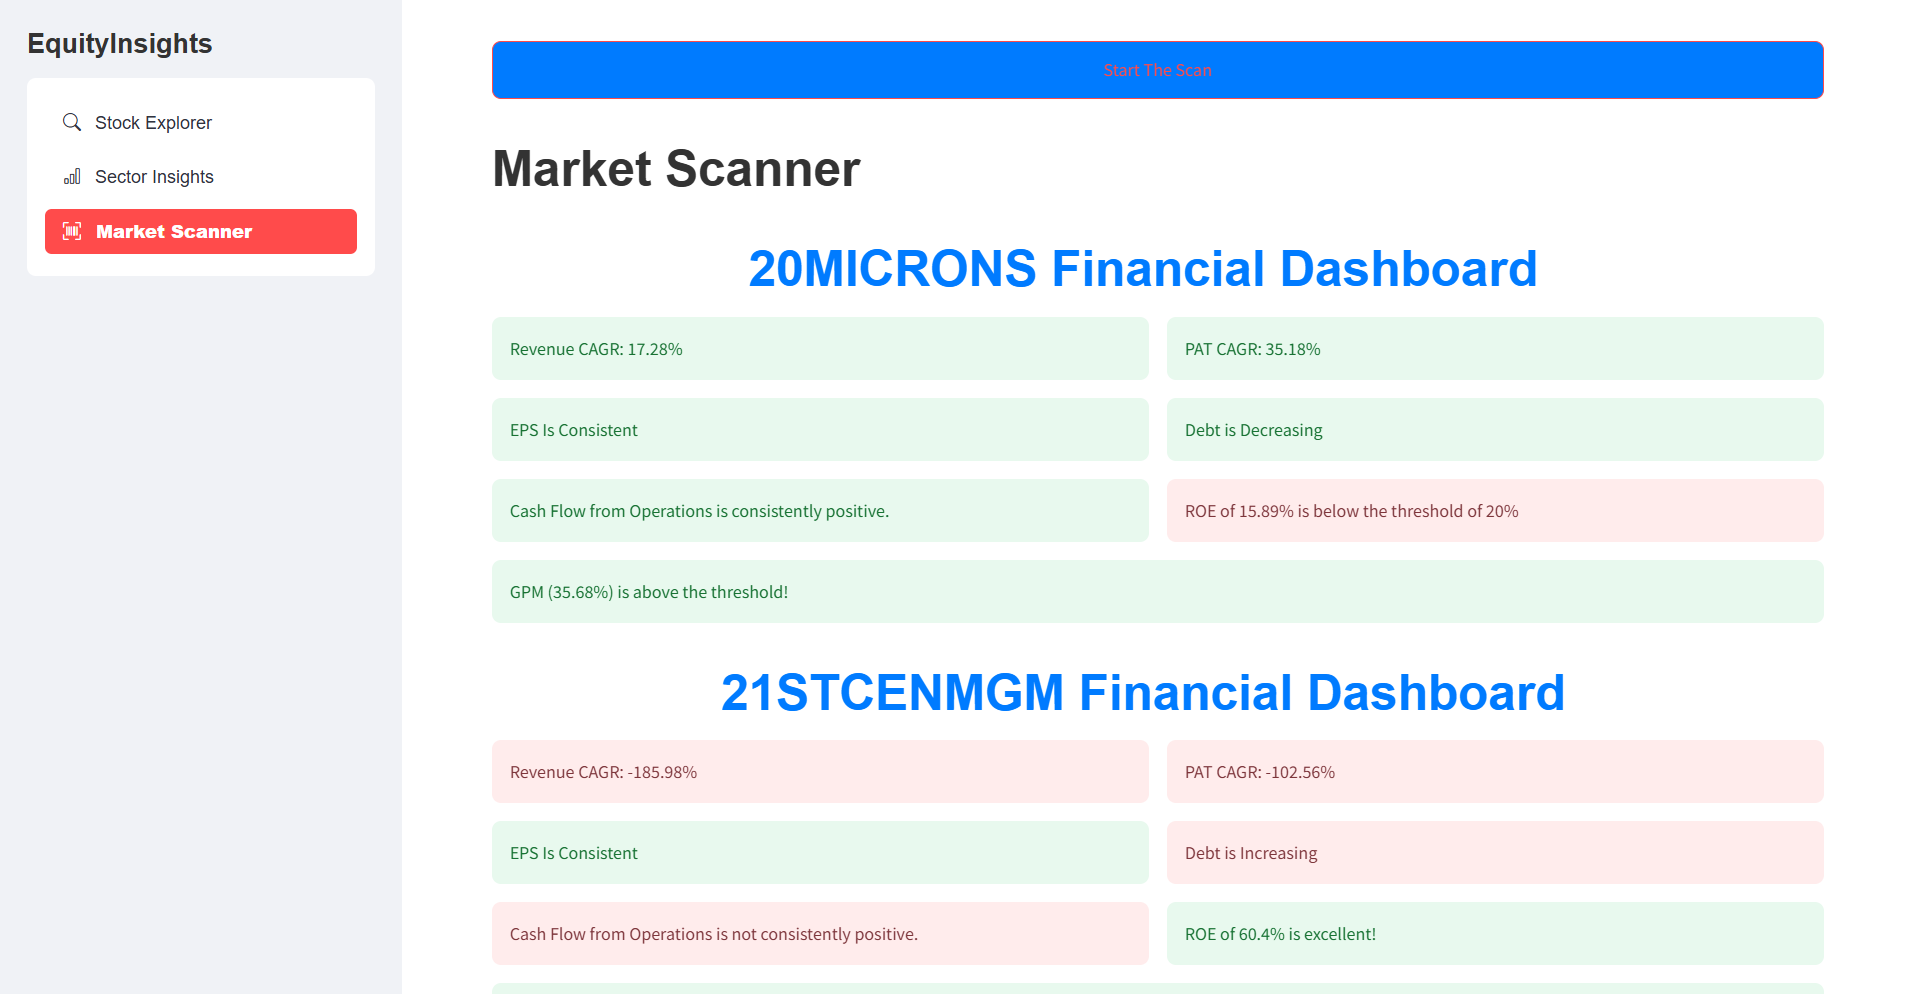 EquityInsights
Stock Explorer
Sector Insights
Market Scanner
Start The Scan
Market Scanner
20MICRONS Financial Dashboard
Revenue CAGR: 17.28%
PAT CAGR: 35.18%
EPS Is Consistent
Debt is Decreasing
Cash Flow from Operations is consistently positive.
ROE of 15.89% is below the threshold of 20%
GPM (35.68%) is above the threshold!
21STCENMGM Financial Dashboard
Revenue CAGR: -185.98%
PAT CAGR: -102.56%
EPS Is Consistent
Debt is Increasing
Cash Flow from Operations is not consistently positive.
ROE of 60.4% is excellent!